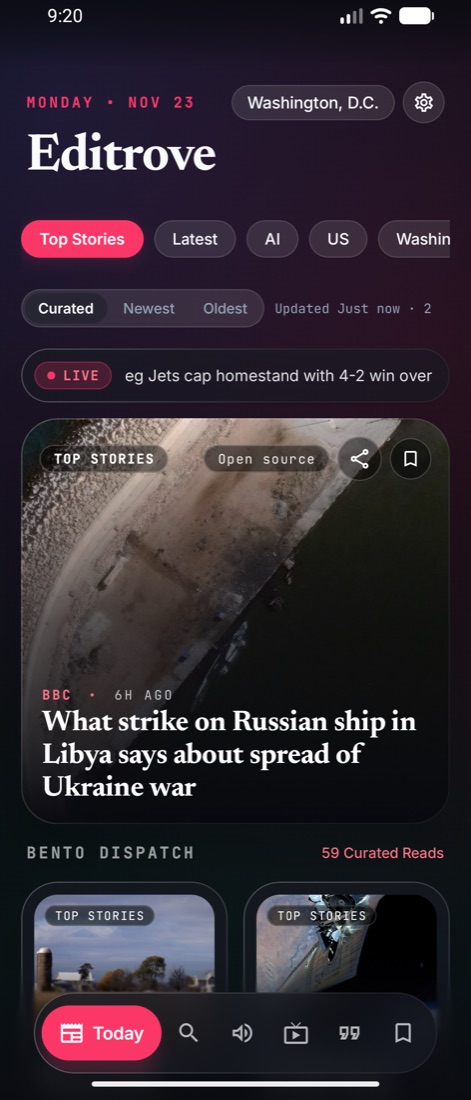 9:20
MONDAY • NOV 23
Washington, D.C.
Editrove
Top Stories
Latest
AI
US
Washin
Curated
Newest
Oldest
Updated Just now · 2
LIVE
eg Jets cap homestand with 4-2 win over
TOP STORIES
Open source
BBC • 6H AGO
What strike on Russian ship in
Libya says about spread of
Ukraine war
BENTO DISPATCH
59 Curated Reads
TOP STORIES
TOP STORIES
Today